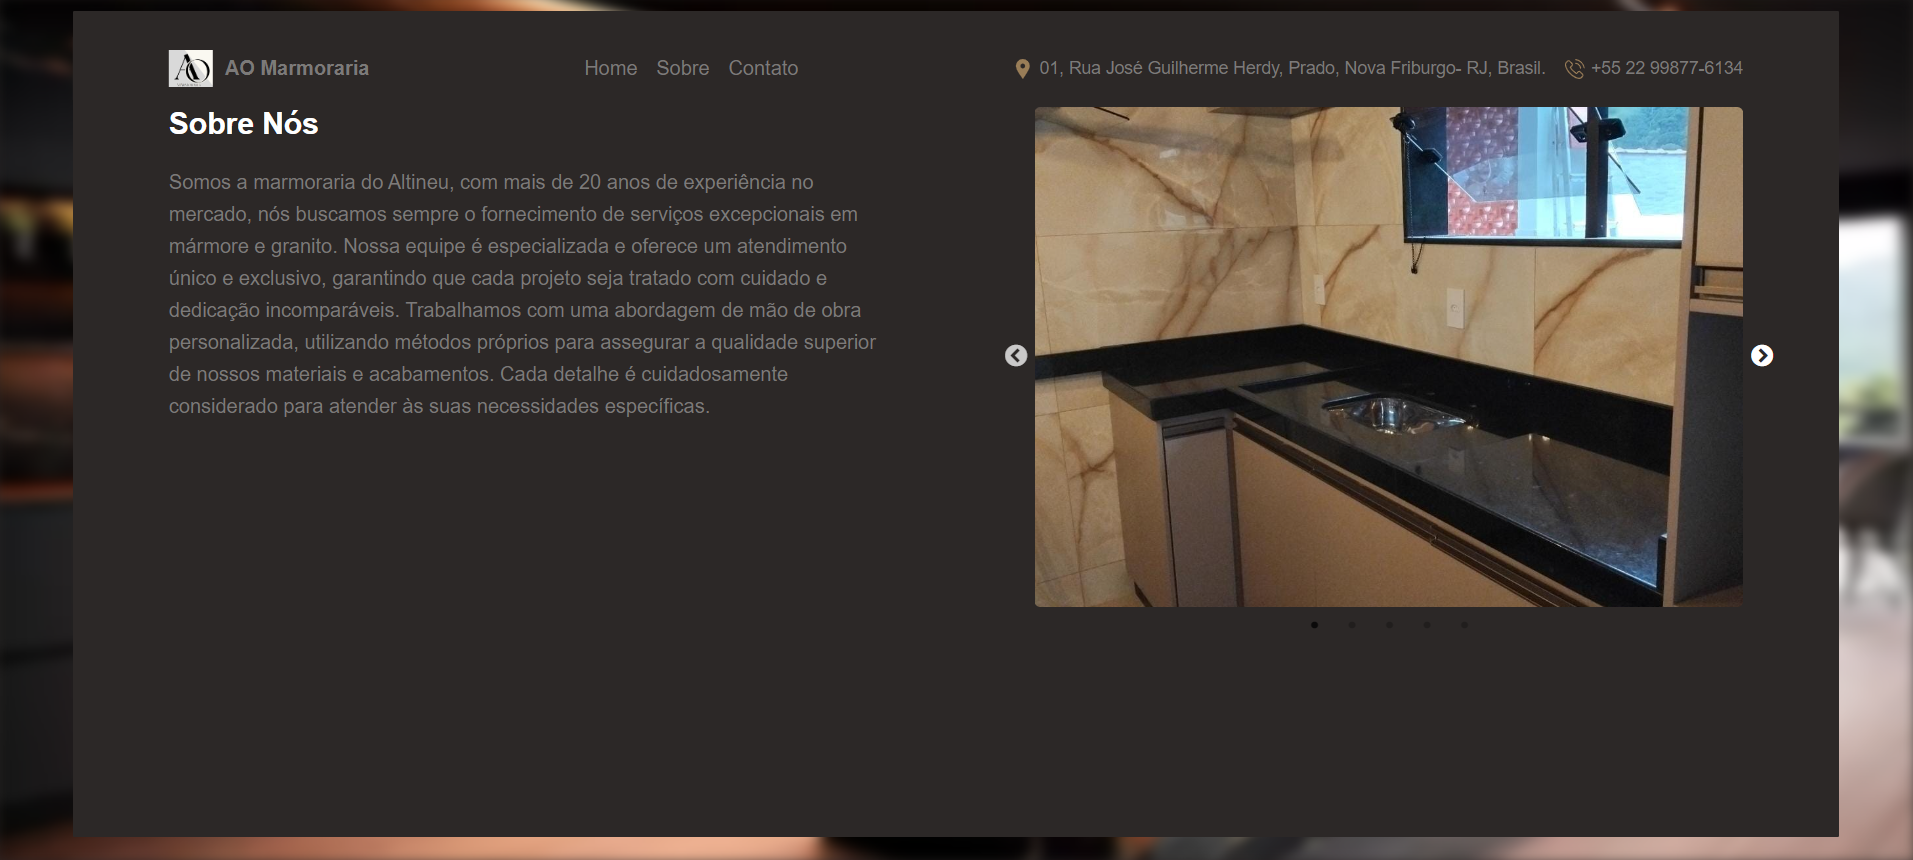 AO
AO Marmoraria
Home Sobre Contato
01, Rua José Guilherme Herdy, Prado, Nova Friburgo- RJ, Brasil.
+55 22 99877-6134
Sobre Nós
Somos a marmoraria do Altineu, com mais de 20 anos de experiência no
mercado, nós buscamos sempre o fornecimento de serviços excepcionais em
mármore e granito. Nossa equipe é especializada e oferece um atendimento
único e exclusivo, garantindo que cada projeto seja tratado com cuidado e
dedicação incomparáveis. Trabalhamos com uma abordagem de mão de obra
personalizada, utilizando métodos próprios para assegurar a qualidade superior
de nossos materiais e acabamentos. Cada detalhe é cuidadosamente
considerado para atender às suas necessidades específicas.